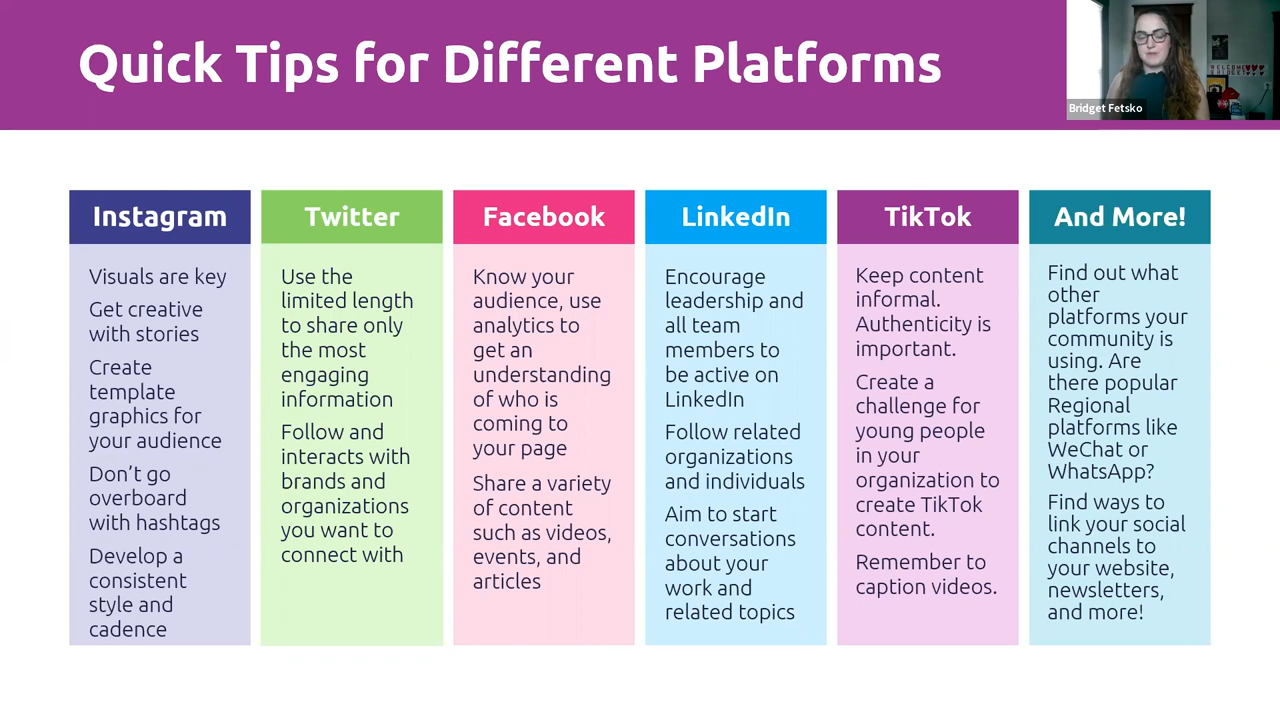 Quick Tips for Different Platforms
Bridget Fetsko
Instagram
Visuals are key
Get creative
with stories
Create
template
graphics for
your audience
Don’t go
overboard
with hashtags
Develop a
consistent
style and
cadence
Twitter
Use the
limited length
to share only
the most
engaging
information
Follow and
interacts with
brands and
organizations
you want to
connect with
Facebook
Know your
audience, use
analytics to
get an
understanding
of who is
coming to
your page
Share a variety
of content
such as videos,
events, and
articles
LinkedIn
Encourage
leadership and
all team
members to
be active on
LinkedIn
Follow related
organizations
and individuals
Aim to start
conversations
about your
work and
related topics
TikTok
Keep content
informal.
Authenticity is
important.
Create a
challenge for
young people
in your
organization to
create TikTok
content.
Remember to
caption videos.
And More!
Find out what
other
platforms your
community is
using. Are
there popular
Regional
platforms like
WeChat or
WhatsApp?
Find ways to
link your social
channels to
your website,
newsletters,
and more!